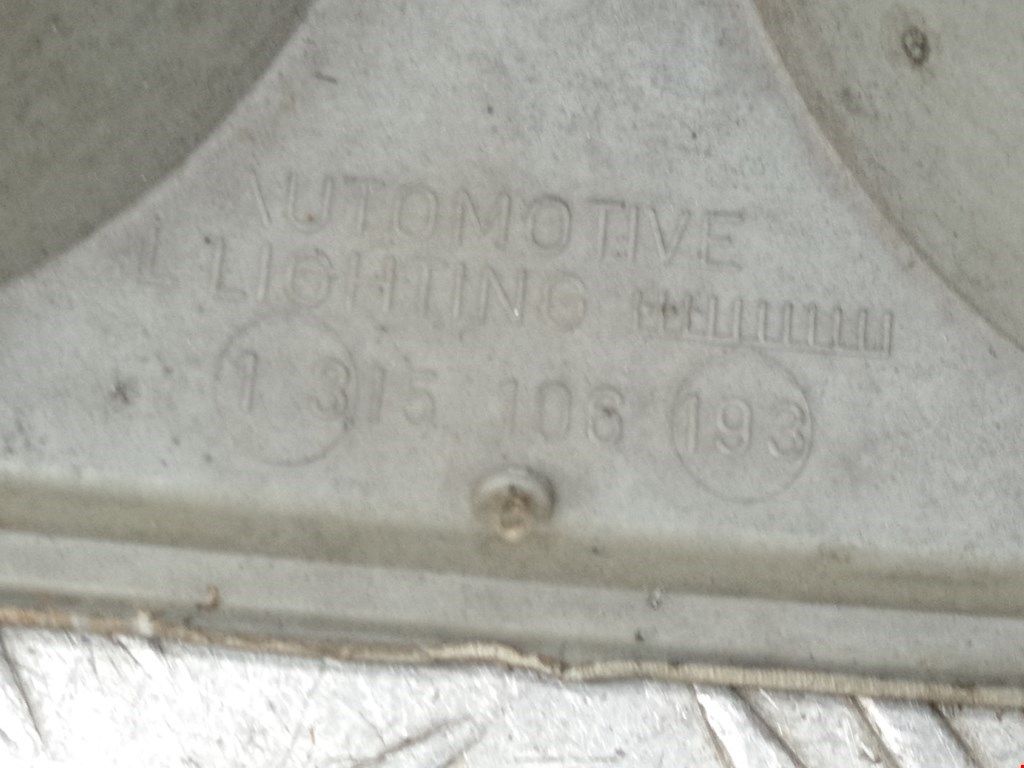 AUTOMOTIVE
L LIGHTING
1 315 106 193